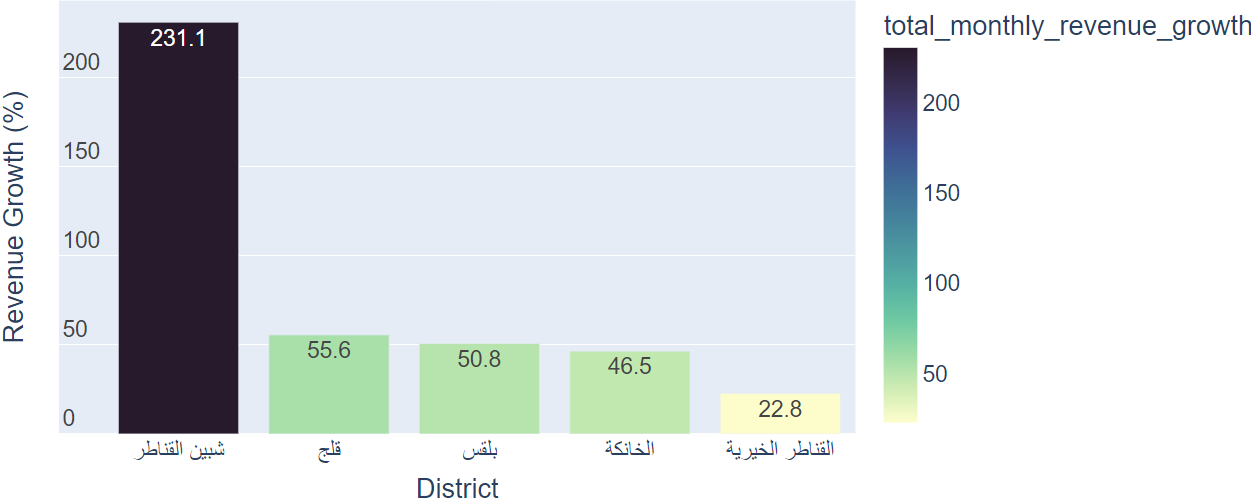 total_monthly_revenue_growth
Revenue Growth (%)
200
150
100
50
0
231.1
55.6
50.8
46.5
22.8
شبين القناطر
قلج
بلقس
الخانكة
القناطر الخيرية
District
200
150
100
50